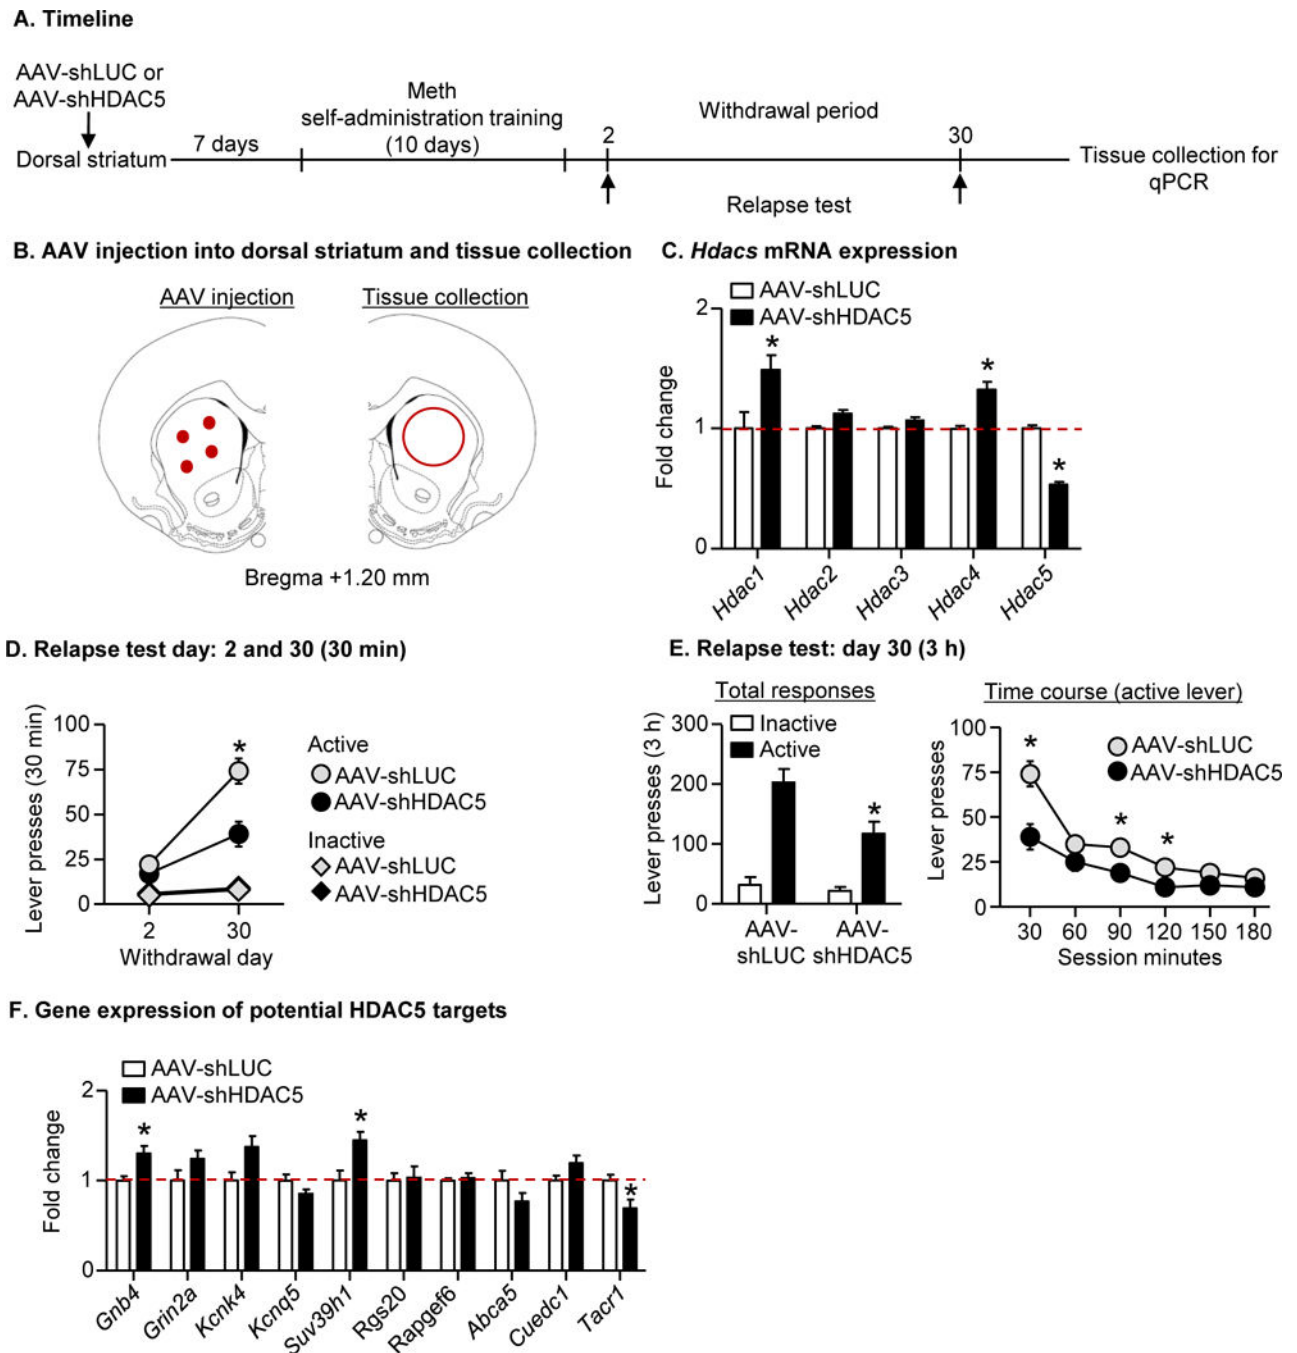 A. Timeline
AAV-shLUC or
AAV-shHDAC5
Dorsal striatum
7 days
Meth
self-administration training
(10 days)
2
Withdrawal period
30
Relapse test
Tissue collection for
qPCR
B. AAV injection into dorsal striatum and tissue collection
AAV injection
Tissue collection
Bregma +1.20 mm
C. Hdacs mRNA expression
AAV-shLUC
AAV-shHDAC5
Fold change
2
1
0
*
*
*
Hdac1
Hdac2
Hdac3
Hdac4
Hdac5
D. Relapse test day: 2 and 30 (30 min)
Lever presses (30 min)
100
75
50
25
0
*
2
30
Withdrawal day
Active
AAV-shLUC
AAV-shHDAC5
Inactive
AAV-shLUC
AAV-shHDAC5
E. Relapse test: day 30 (3 h)
Total responses
Lever presses (3 h)
300
200
100
0
Inactive
Active
*
AAV-
shLUC
AAV-
shHDAC5
Time course (active lever)
Lever presses
100
75
50
25
0
*
*
*
AAV-shLUC
AAV-shHDAC5
30
60
90
120
150
180
Session minutes
F. Gene expression of potential HDAC5 targets
AAV-shLUC
AAV-shHDAC5
Fold change
2
1
0
*
*
*
Gnb4
Grin2a
Kcnk4
Kcnq5
Suv39h1
Rgs20
Rapgef6
Abca5
Cuedc1
Tacr1